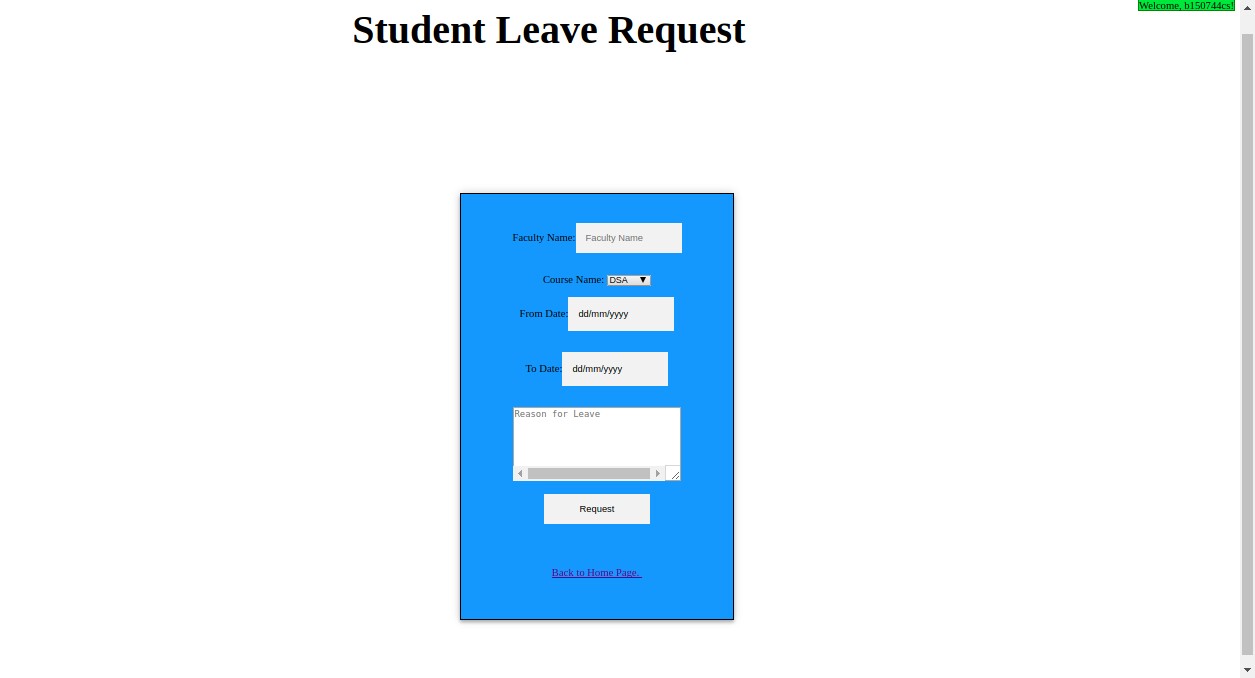 Welcome, b150744cs!
Student Leave Request
Faculty Name: Faculty Name
Course Name: DSA
From Date: dd/mm/yyyy
To Date: dd/mm/yyyy
Reason for Leave
Request
Back to Home Page.